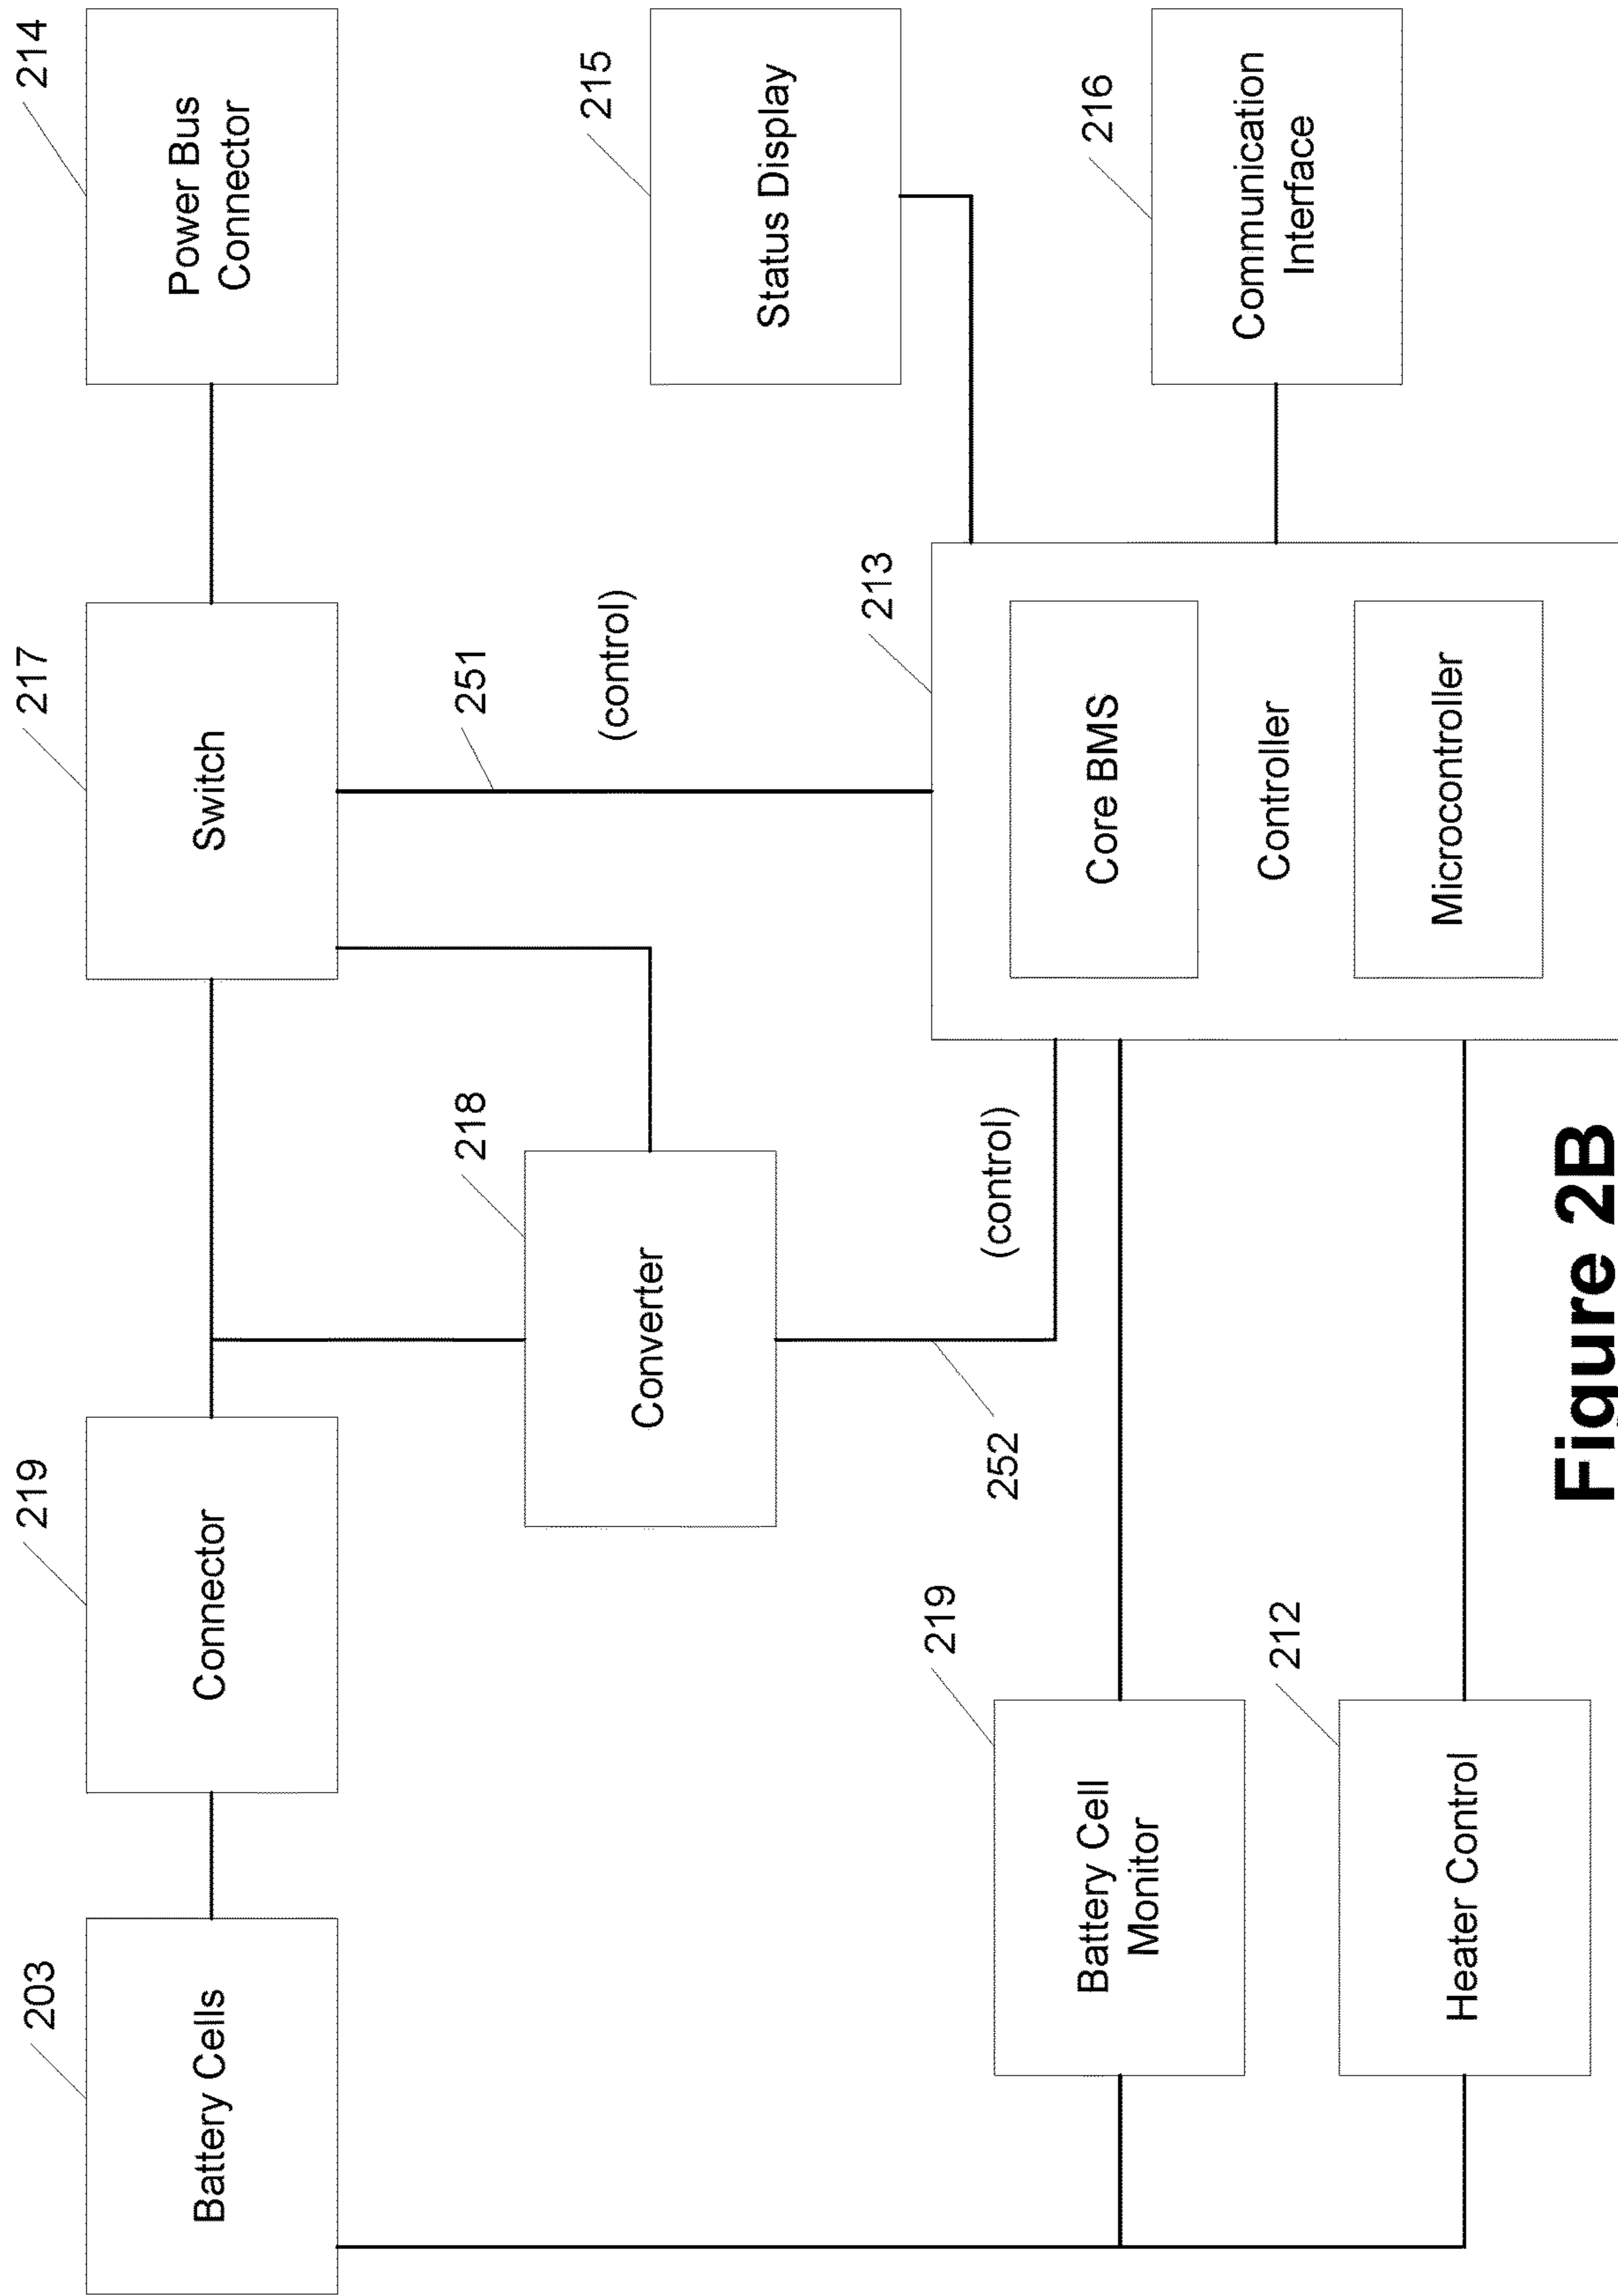 203
219
217
214
Battery Cells
Connector
Switch
Power Bus
Connector
218
251
215
Converter
(control)
Status Display
252
(control)
213
219
216
Battery Cell
Monitor
Core BMS
Controller
Microcontroller
Communication
Interface
212
Heater Control
Figure 2B